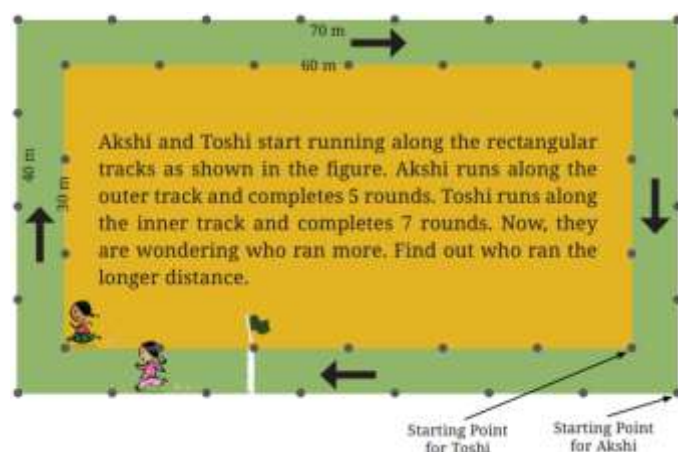 70 m
60 m
40 m
30 m
Akshi and Toshi start running along the rectangular
tracks as shown in the figure. Akshi runs along the
outer track and completes 5 rounds. Toshi runs along
the inner track and completes 7 rounds. Now, they
are wondering who ran more. Find out who ran the
longer distance.
Starting Point
for Toshi
Starting Point
for Akshi